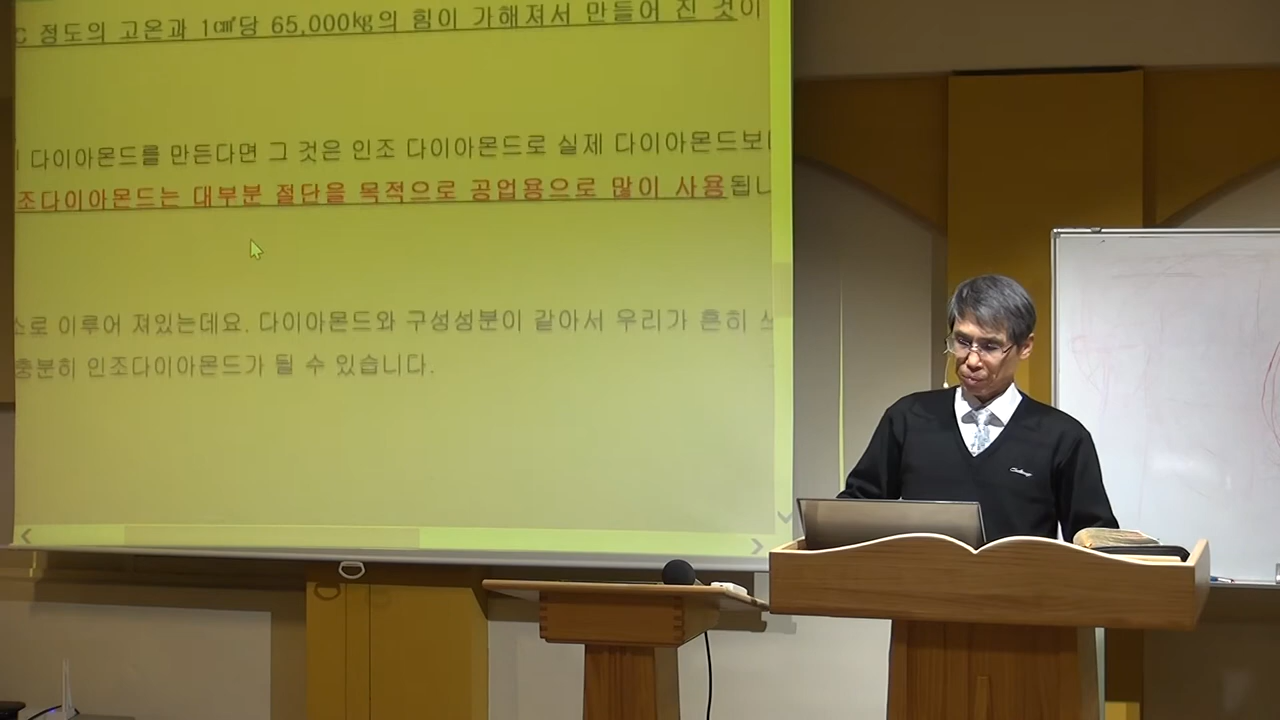 C 정도의 고온과 1㎠당 65,000㎏의 힘이 가해져서 만들어 진 것이
다이아몬드를 만든다면 그 것은 인조 다이아몬드로 실제 다이아몬드보
조다이아몬드는 대부분 절단을 목적으로 공업용으로 많이 사용됩니
소로 이루어 져있는데요. 다이아몬드와 구성성분이 같아서 우리가 흔히
충분히 인조다이아몬드가 될 수 있습니다.